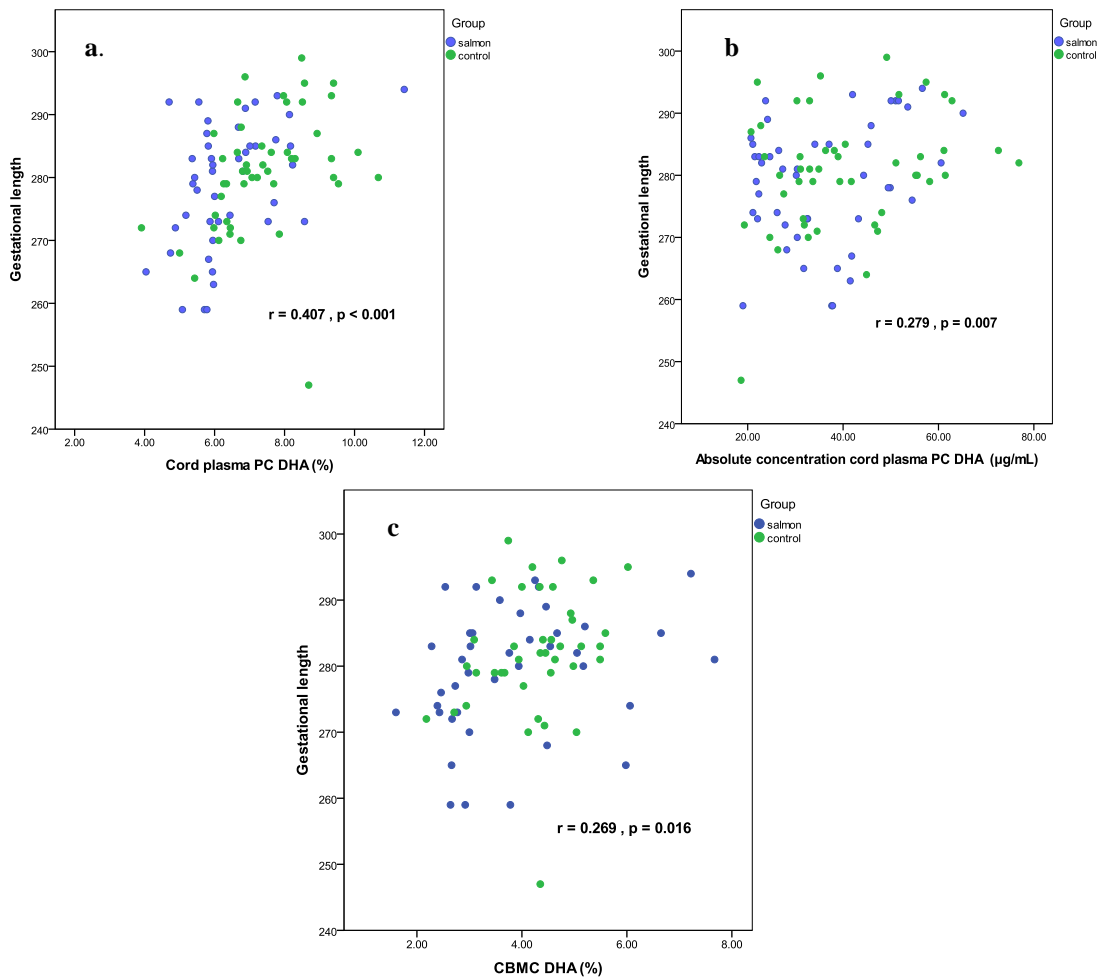 a.
Group
salmon
control
300
290
280
270
260
250
240
Gestational length
r = 0.407 , p < 0.001
2.00 4.00 6.00 8.00 10.00 12.00
Cord plasma PC DHA (%)
b
Group
salmon
control
300
290
280
270
260
250
240
Gestational length
r = 0.279 , p = 0.007
20.00 40.00 60.00 80.00
Absolute concentration cord plasma PC DHA (µg/mL)
c
Group
salmon
control
300
290
280
270
260
250
240
Gestational length
r = 0.269 , p = 0.016
2.00 4.00 6.00 8.00
CBMC DHA (%)